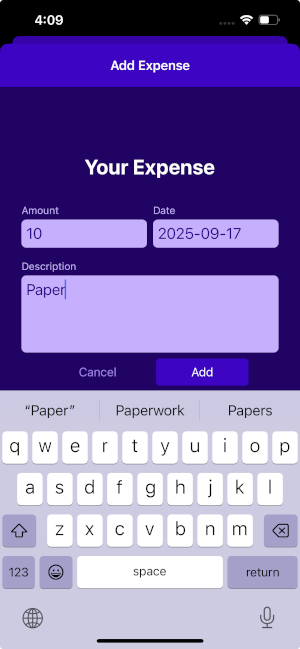 4:09
Add Expense
Your Expense
Amount Date
10 2025-09-17
Description
Paper
Cancel Add
“Paper” Paperwork Papers
q w e r t y u i o p
a s d f g h j k l
z x c v b n m
123 space return